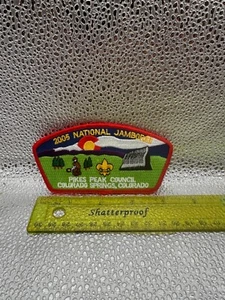 2005 NATIONAL JAMBOREE
PIKES PEAK COUNCIL
COLORADO SPRINGS, COLORADO
Shatterproof